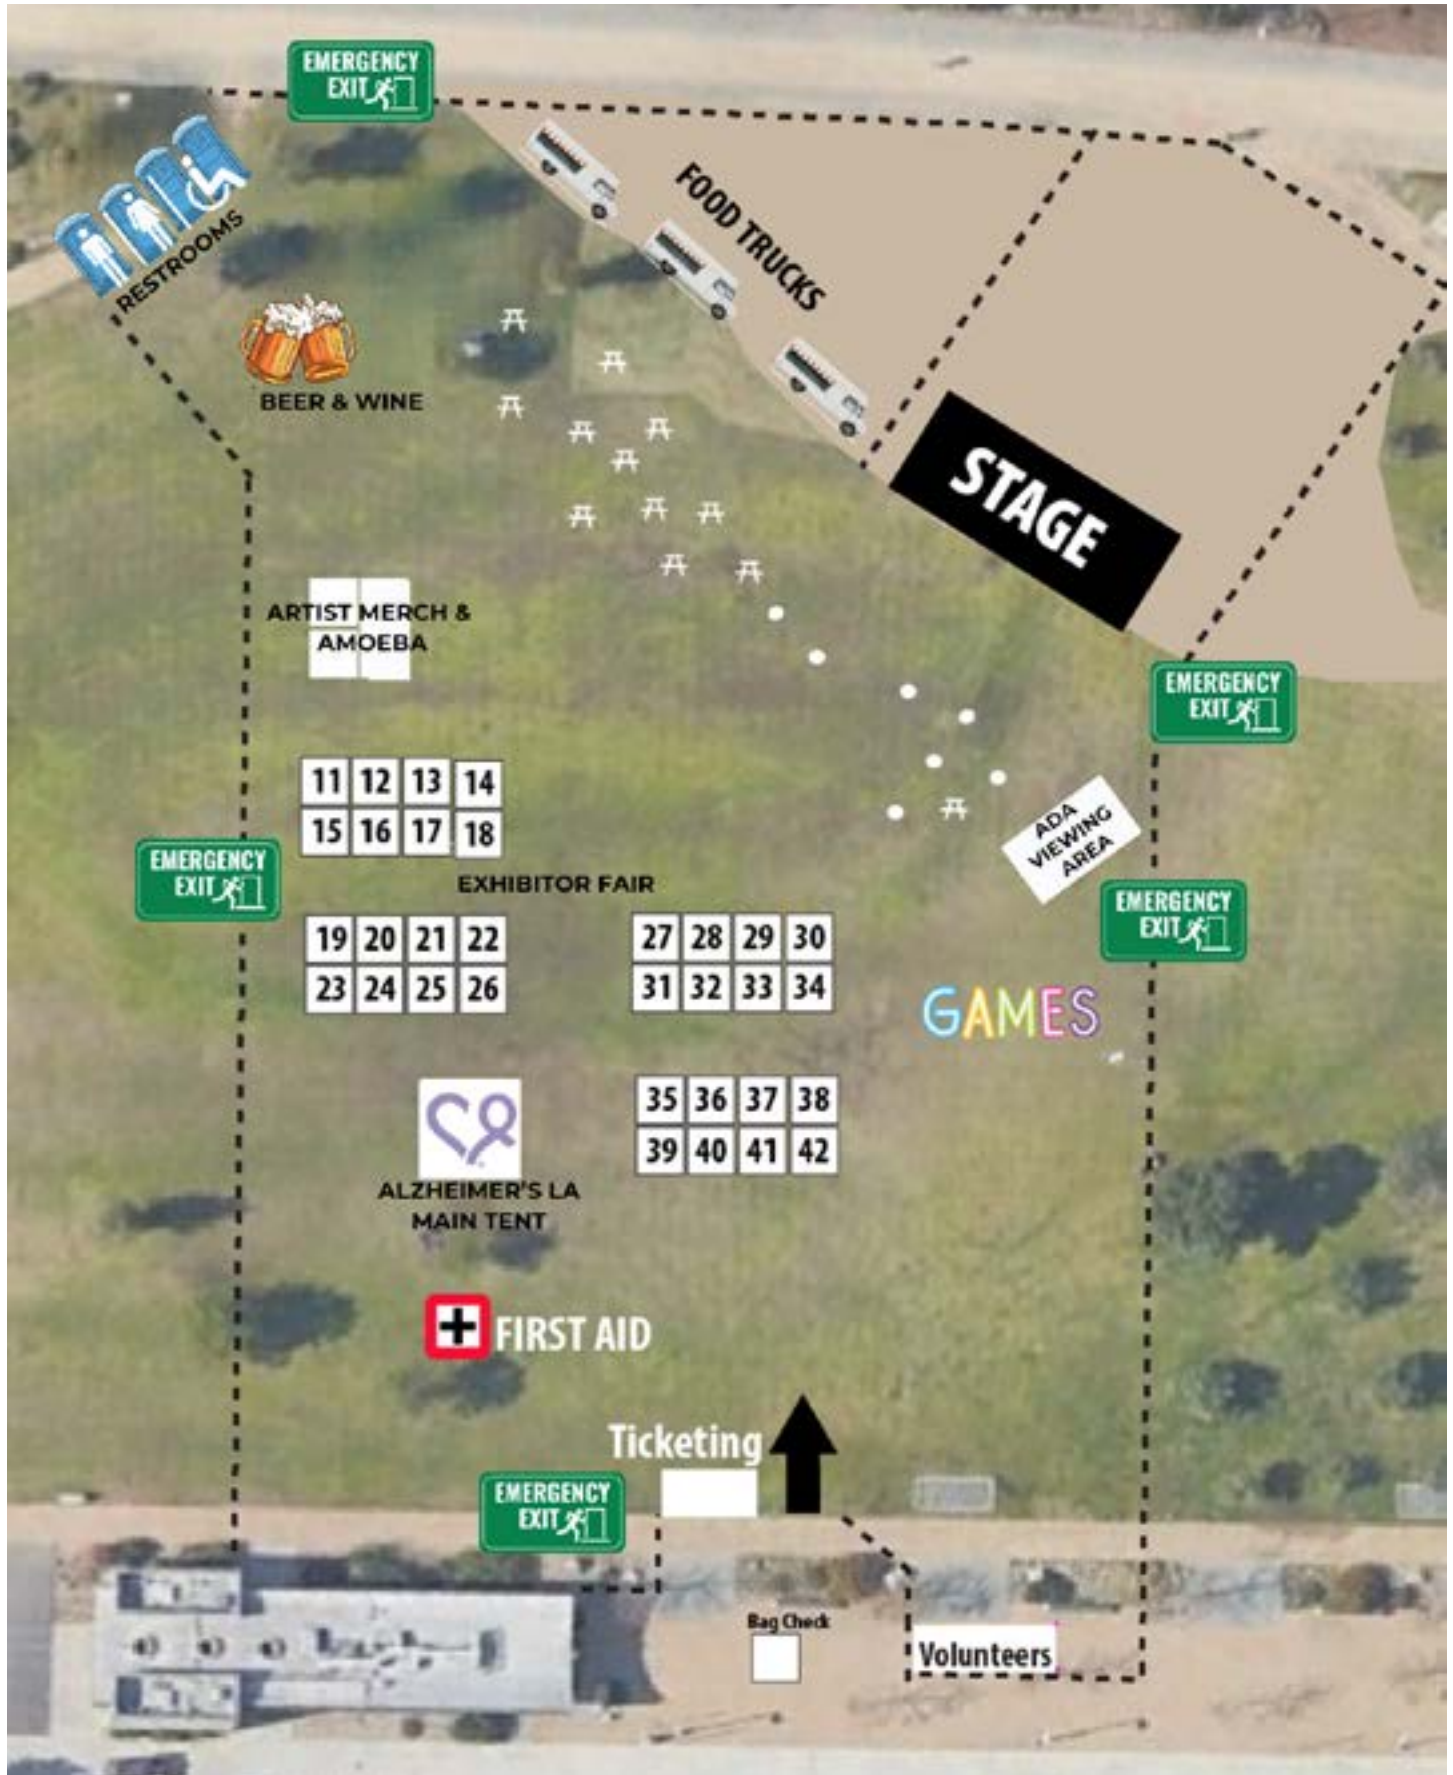 EMERGENCY
EXIT
RESTROOMS
FOOD TRUCKS
BEER & WINE
STAGE
ARTIST MERCH &
AMOEBA
EMERGENCY
EXIT
11 12 13 14
15 16 17 18
ADA
VIEWING
AREA
EMERGENCY
EXIT
EXHIBITOR FAIR
EMERGENCY
EXIT
19 20 21 22
23 24 25 26
27 28 29 30
31 32 33 34
GAMES
35 36 37 38
39 40 41 42
ALZHEIMER'S LA
MAIN TENT
FIRST AID
Ticketing
EMERGENCY
EXIT
Bag Check
Volunteers